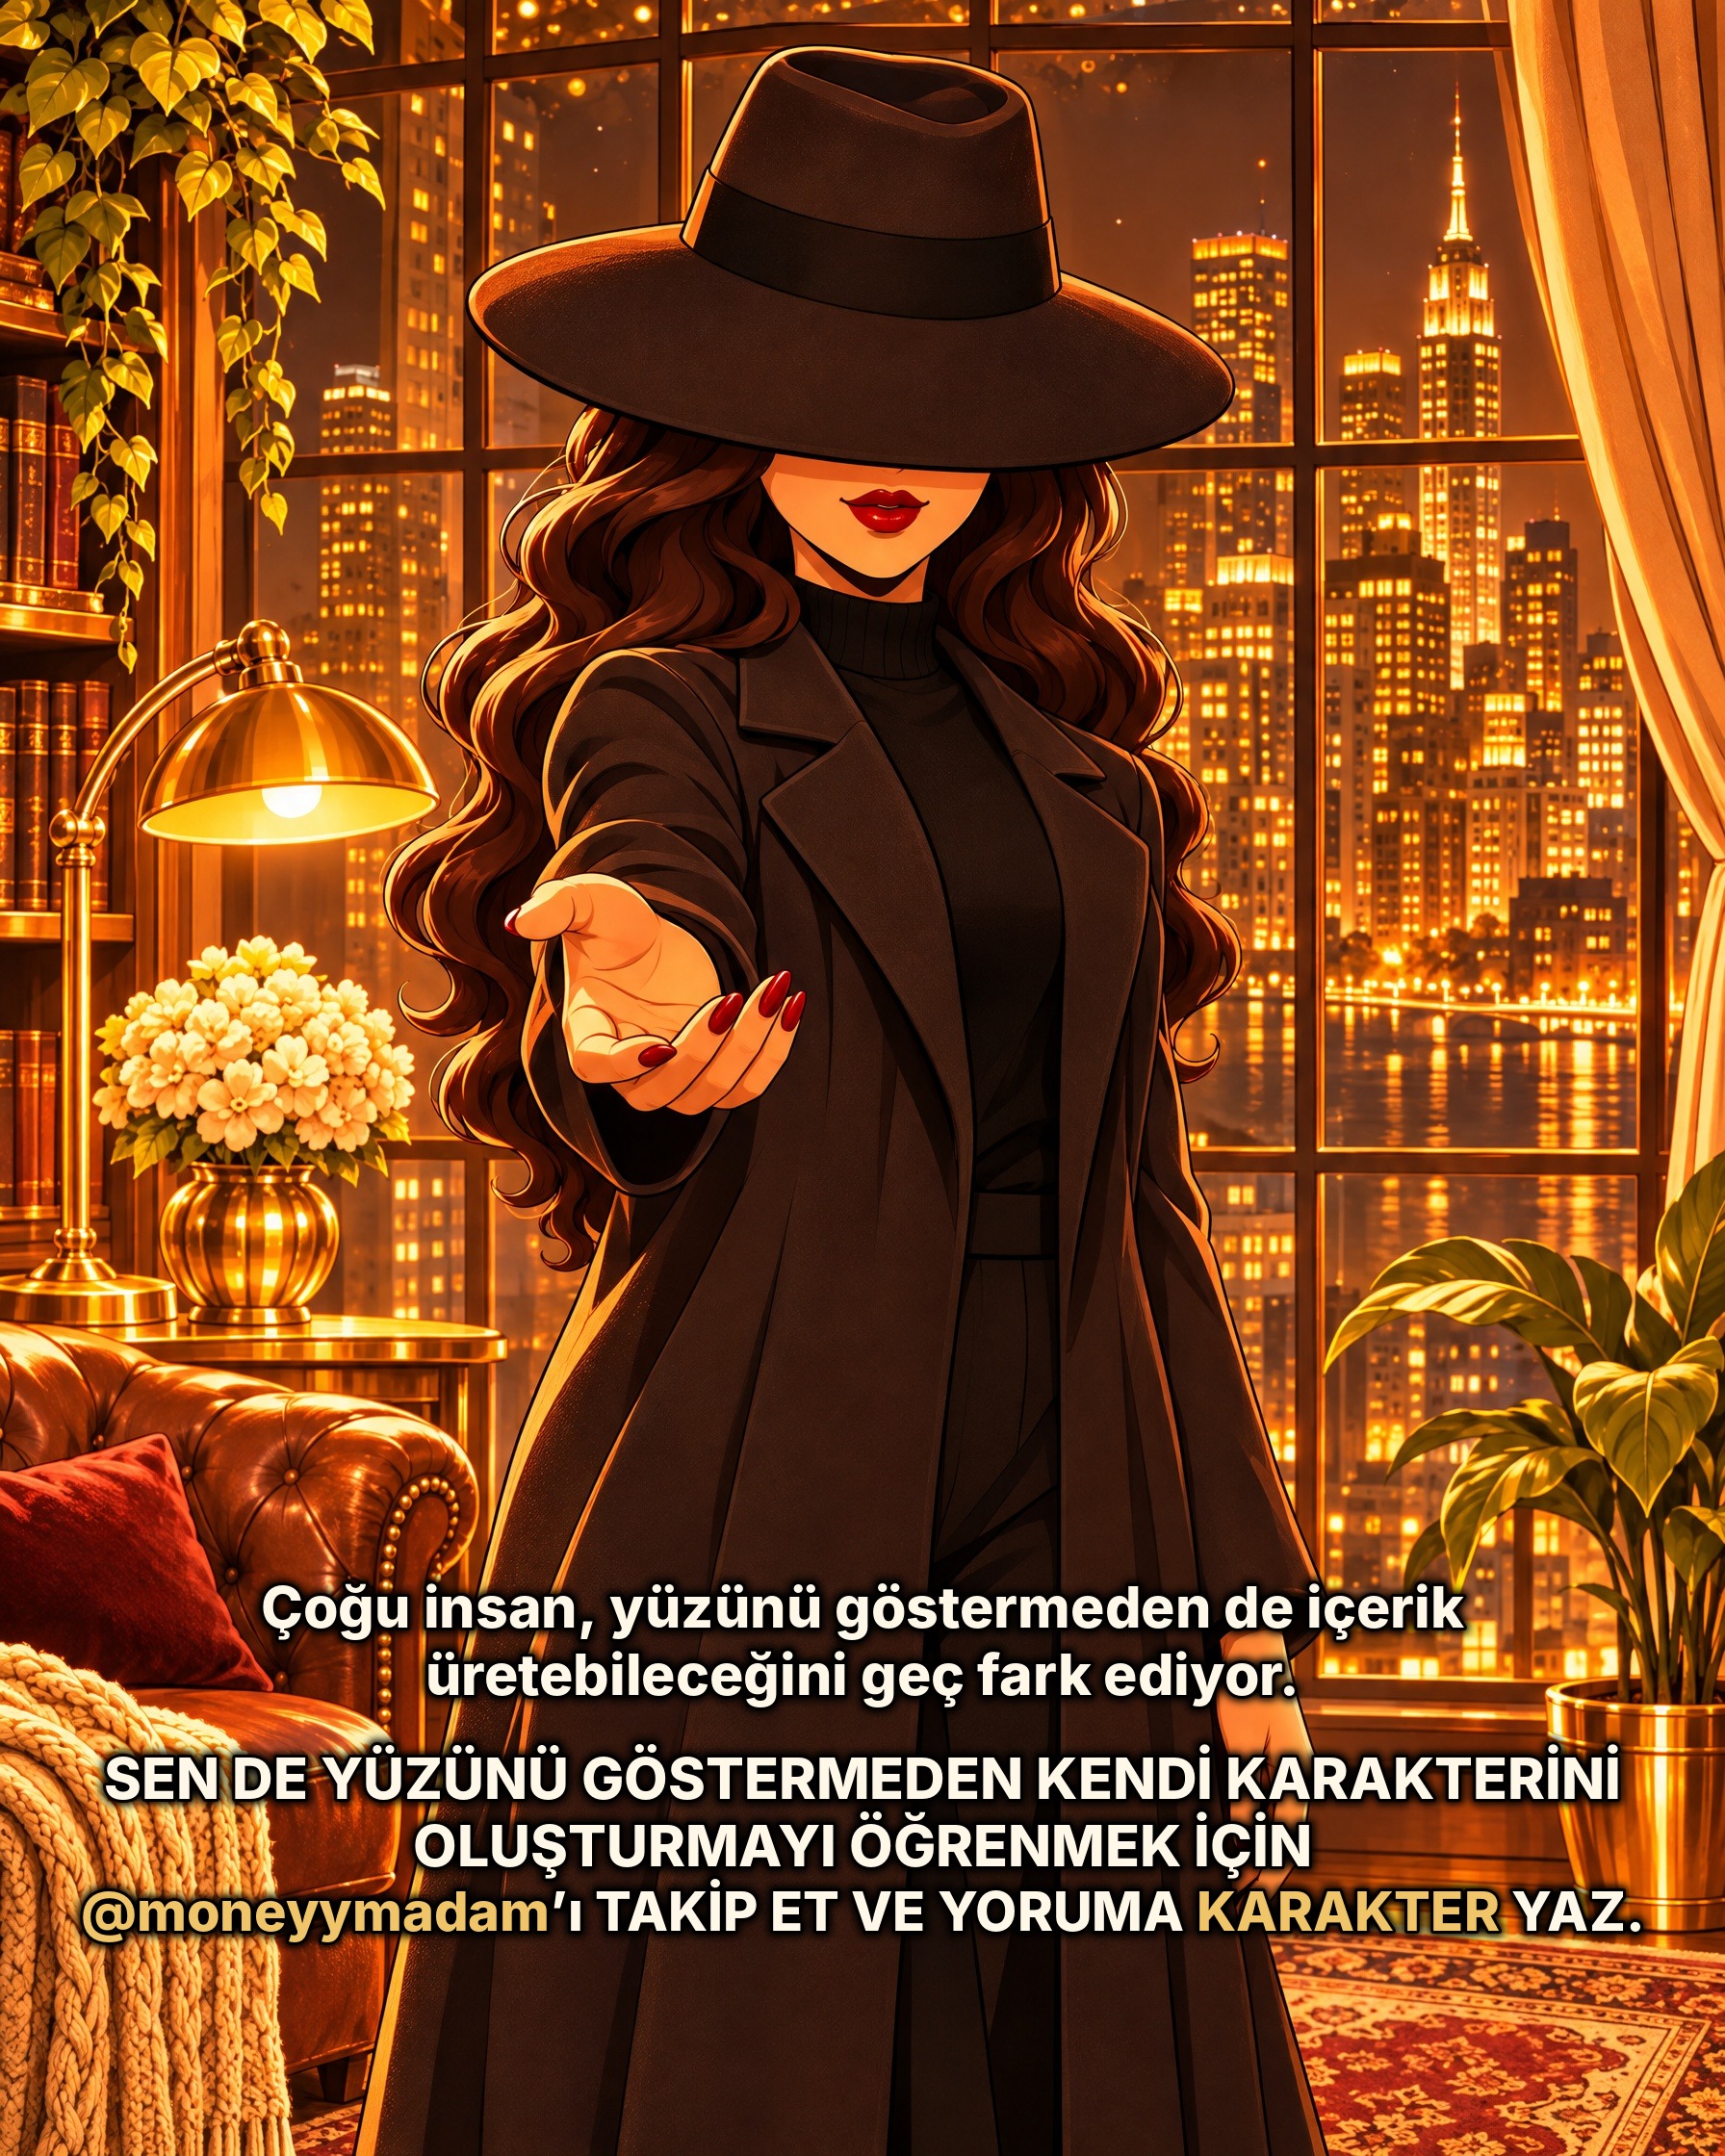 Çoğu insan, yüzünü göstermeden de içerik
üretebileceğini geç fark ediyor.
SEN DE YÜZÜNÜ GÖSTERMEDEN KENDİ KARAKTERİNİ
OLUŞTURMAYI ÖĞRENMEK İÇİN
@moneyymadam’ı TAKİP ET VE YORUMA KARAKTER YAZ.